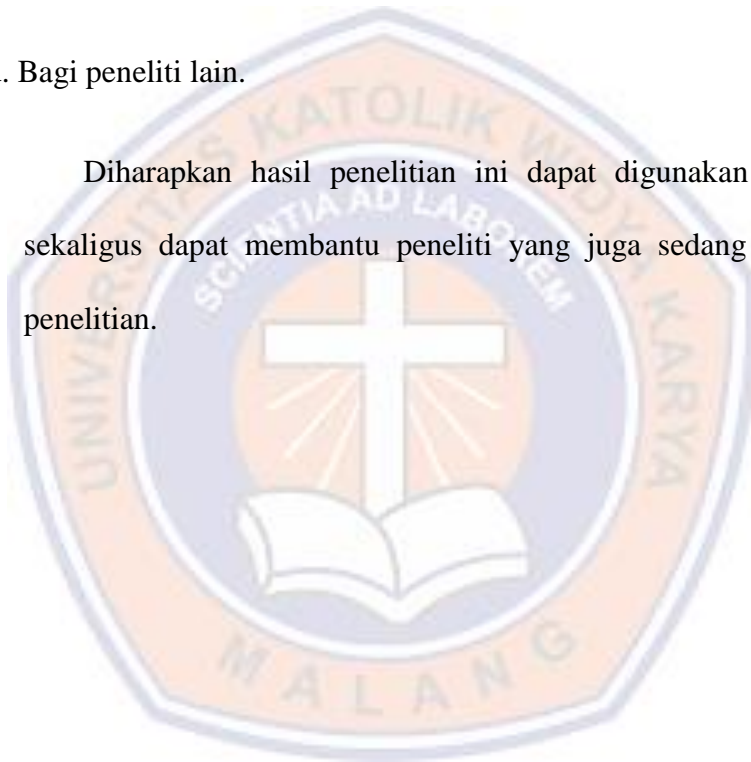 . Bagi peneliti lain.
Diharapkan hasil penelitian ini dapat digunakan
sekaligus dapat membantu peneliti yang juga sedang
penelitian.
UNIVERSITAS KATOLIK WIDYA KARYA
SCIENTIA AD LABOREM
MALANG